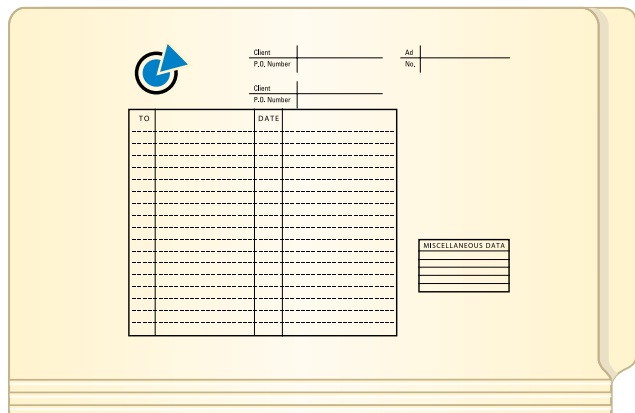 Client
P.O. Number
Ad
No.
Client
P.O. Number
TO DATE
MISCELLANEOUS DATA